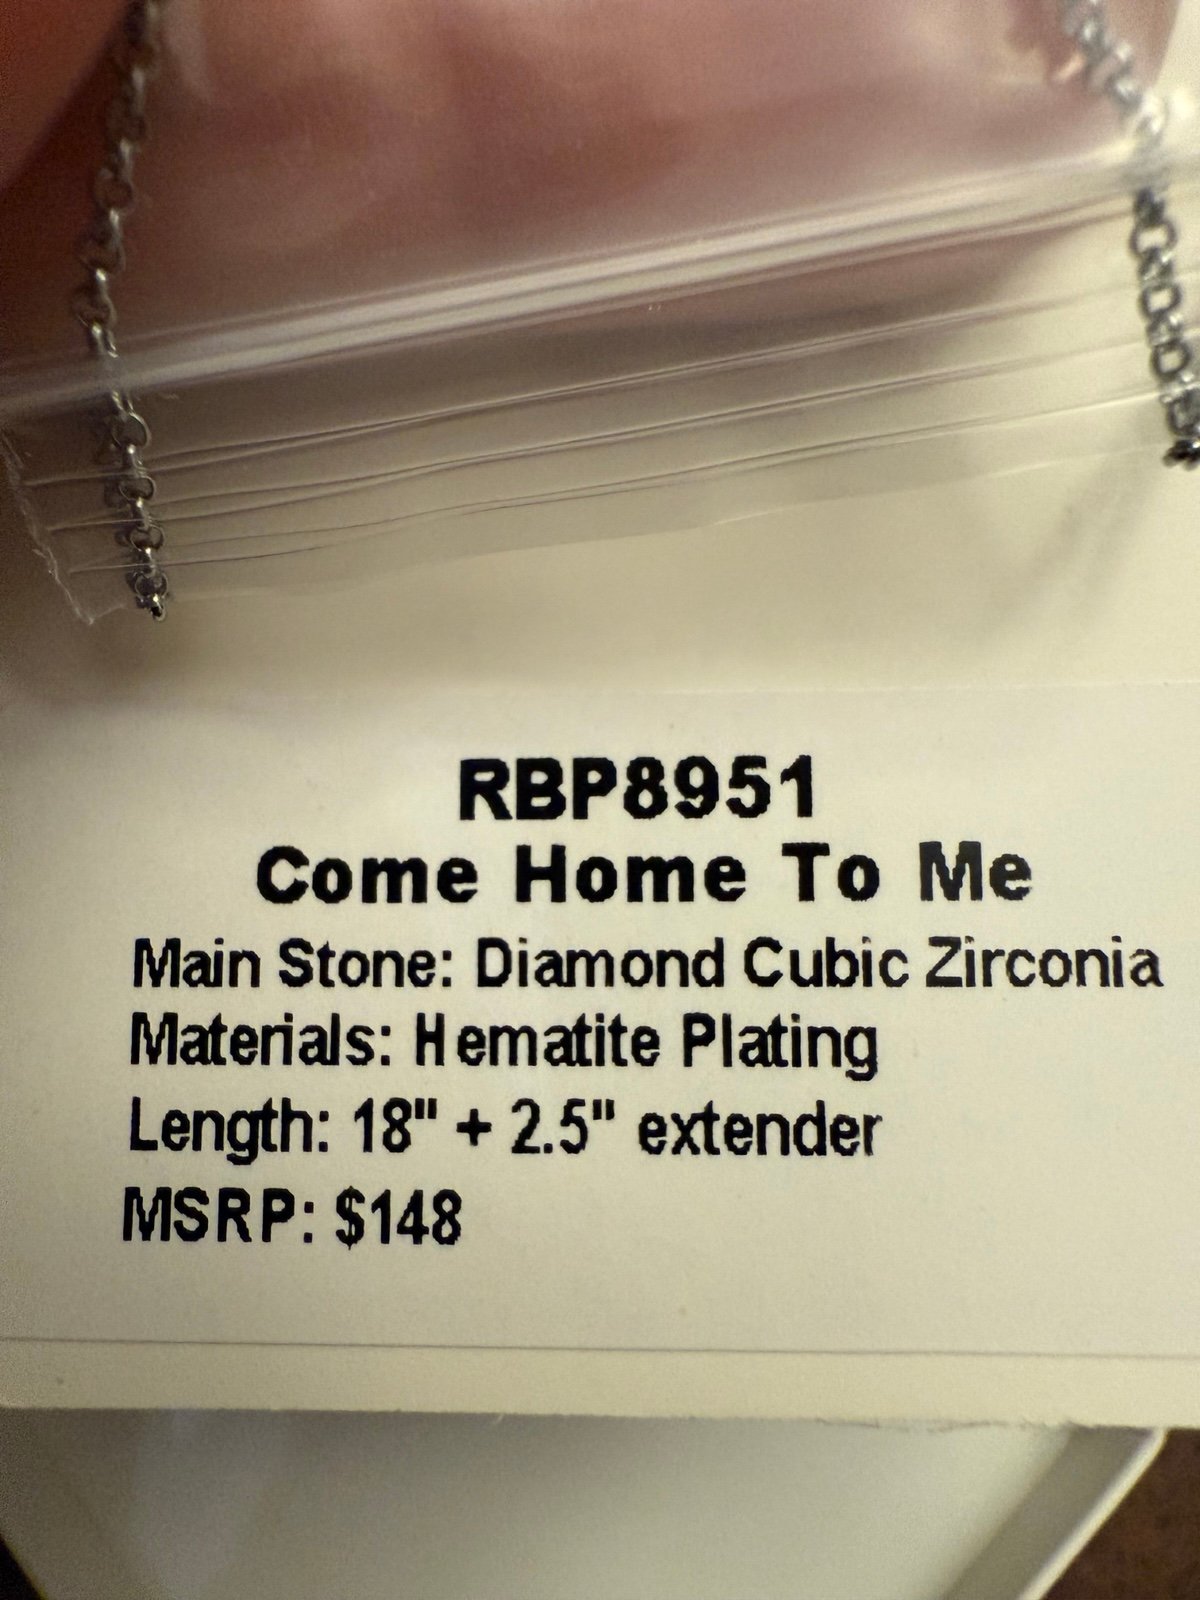 RBP8951
Come Home To Me
Main Stone: Diamond Cubic Zirconia
Materials: Hematite Plating
Length: 18" + 2.5" extender
MSRP: $148